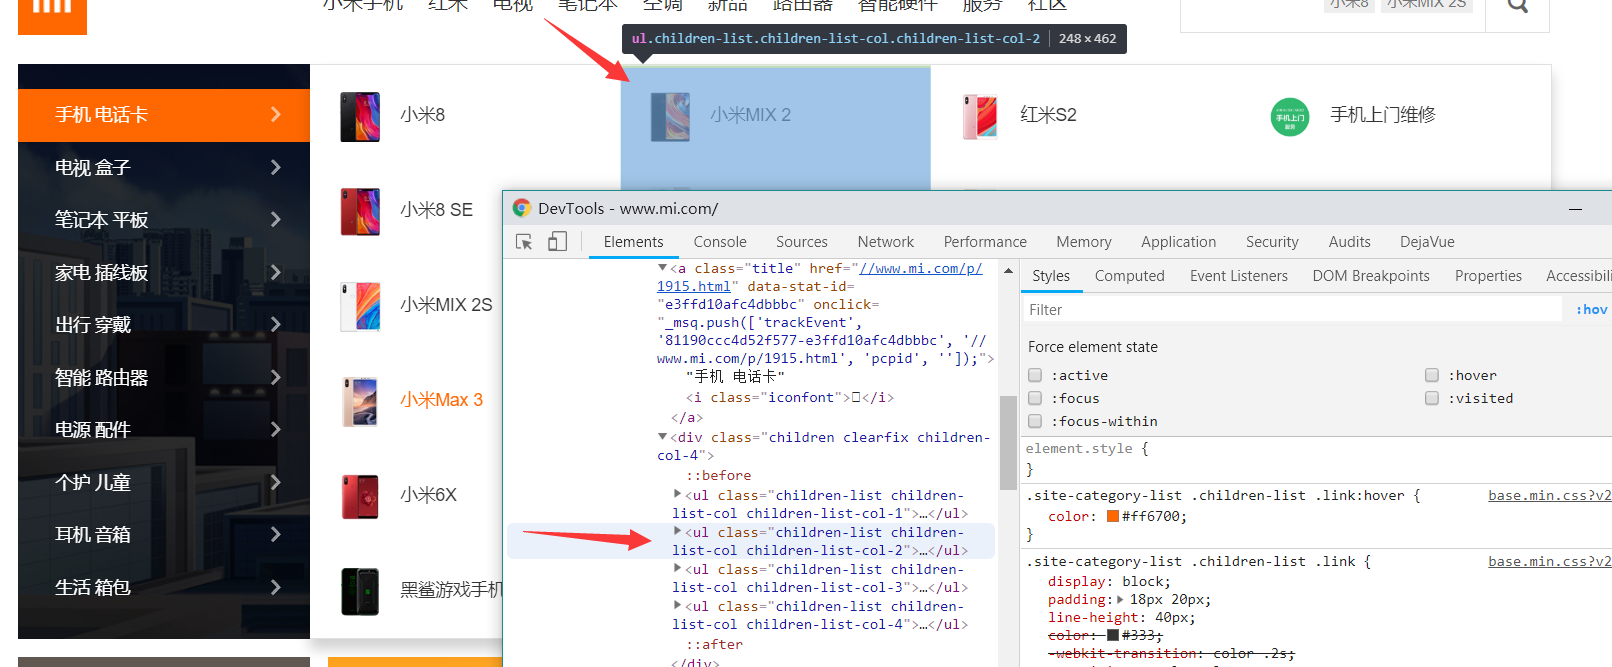 小米手机 红米 电视 笔记本 空调 新品 路由器 智能硬件 服务 社区
小米8 小米MIX 2S
ul.children-list.children-list-col.children-list-col-2 248×462
手机 电话卡
电视 盒子
笔记本 平板
家电 插线板
出行 穿戴
智能 路由器
电源 配件
个护 儿童
耳机 音箱
生活 箱包
小米8
小米8 SE
小米MIX 2S
小米Max 3
小米6X
黑鲨游戏手机
小米MIX 2
红米S2
手机上门
服务
手机上门维修
DevTools - www.mi.com/
Elements Console Sources Network Performance Memory Application Security Audits DejaVue
<a class="title" href="//www.mi.com/p/
1915.html" data-stat-id=
"e3ffd10afc4dbbbc" onclick=
"_msq.push(['trackEvent',
'81190ccc4d52f577-e3ffd10afc4dbbbc', '//
www.mi.com/p/1915.html', 'pcpid', '']);">
"手机 电话卡"
<i class="iconfont">▯</i>
</a>
<div class="children clearfix children-
col-4">
::before
<ul class="children-list children-
list-col children-list-col-1">…</ul>
<ul class="children-list children-
list-col children-list-col-2">…</ul>
<ul class="children-list children-
list-col children-list-col-3">…</ul>
<ul class="children-list children-
list-col children-list-col-4">…</ul>
::after
</div>
Styles Computed Event Listeners DOM Breakpoints Properties Accessibili
Filter :hov
Force element state
:active :hover
:focus :visited
:focus-within
element.style {
}
.site-category-list .children-list .link:hover { base.min.css?v2
color: #ff6700;
}
.site-category-list .children-list .link { base.min.css?v2
display: block;
padding: 18px 20px;
line-height: 40px;
color: #333;
-webkit-transition: color .2s;